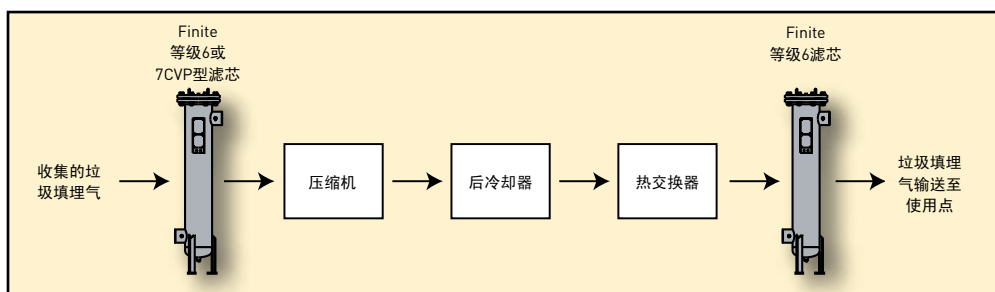 Finite
等级6或
7CVP型滤芯
Finite
等级6滤芯
收集的垃
圾填埋气
压缩机
后冷却器
热交换器
垃圾填埋
气输送至
使用点